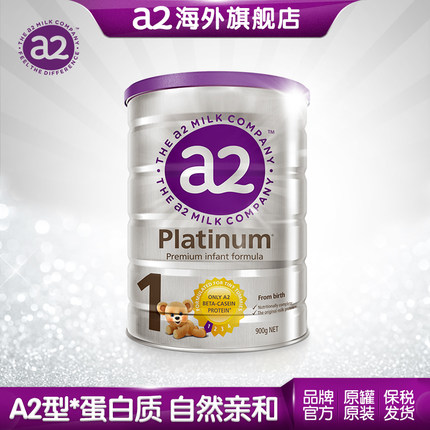 a2海外旗舰店
THE a2 MILK COMPANY
FEEL THE DIFFERENCE
a2
THE a2 MILK COMPANY™
a2
THE a2 MILK COMPANY
Platinum®
Premium infant formula
1
ONLY A2
BETA-CASEIN
PROTEIN*
From birth
900g NET
A2型*蛋白质 自然亲和
品牌 原罐 保税
官方 原装 发货